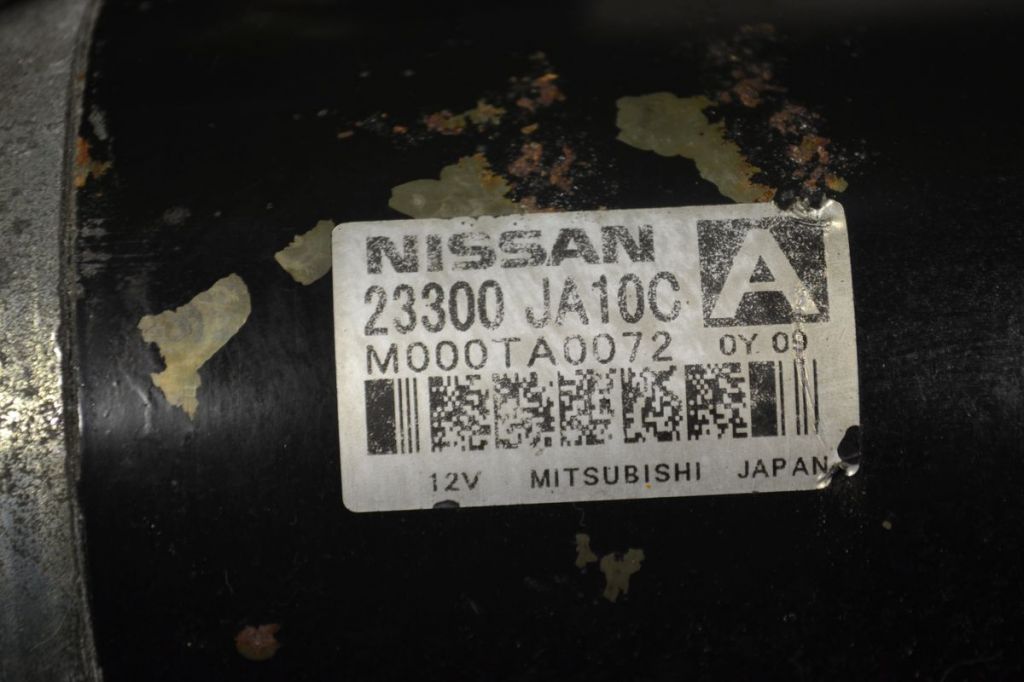 NISSAN
A
23300 JA10C
M000TA0072 0Y.09
12V MITSUBISHI JAPAN